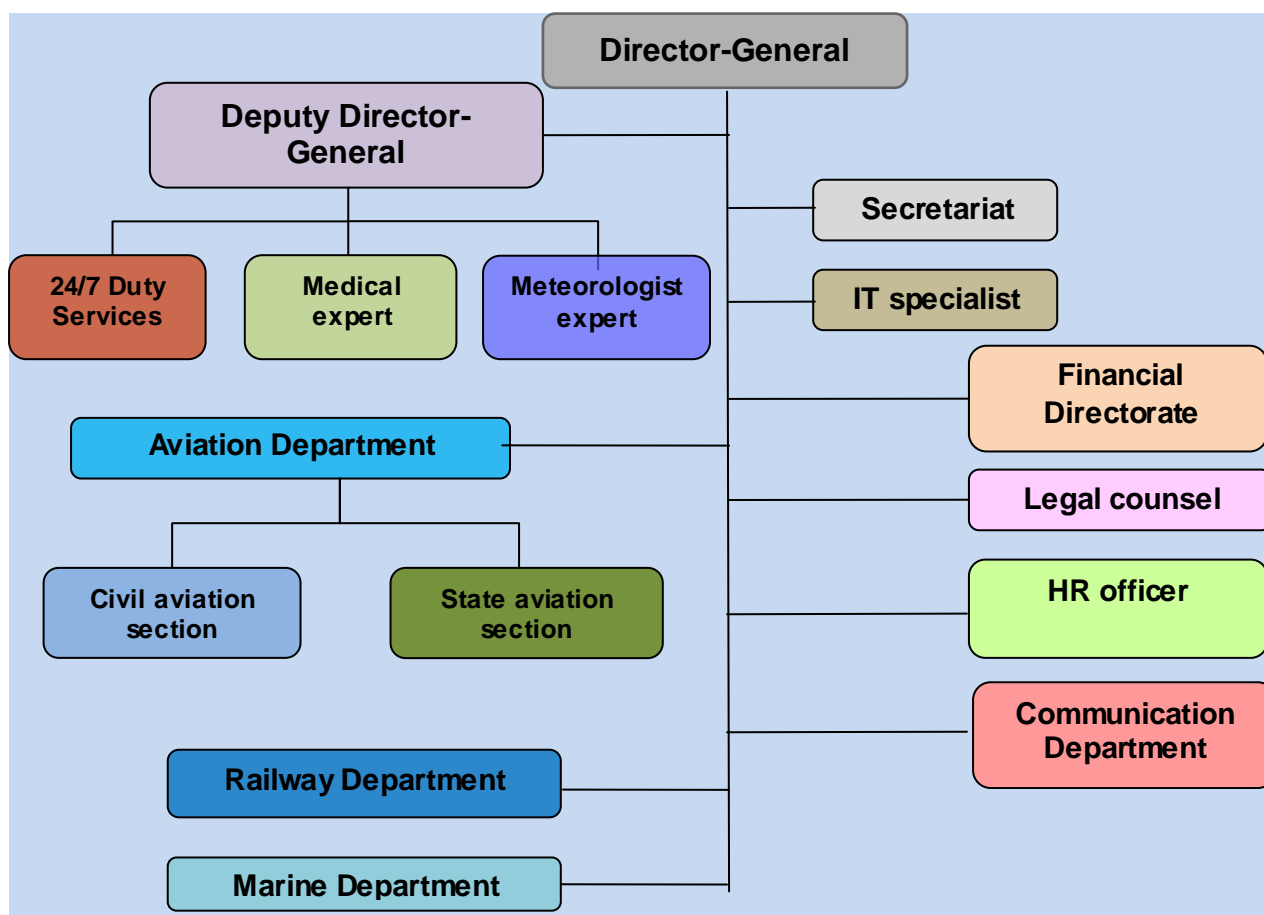 Director-General
Deputy Director-
General
Secretariat
24/7 Duty
Services
Medical
expert
Meteorologist
expert
IT specialist
Financial
Directorate
Aviation Department
Legal counsel
Civil aviation
section
State aviation
section
HR officer
Communication
Department
Railway Department
Marine Department